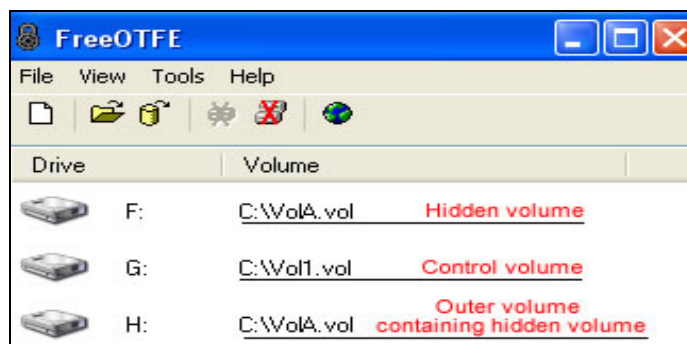 FreeOTFE
File View Tools Help
Drive Volume
F: C:\VolA.vol Hidden volume
G: C:\Vol1.vol Control volume
H: C:\VolA.vol Outer volume
containing hidden volume